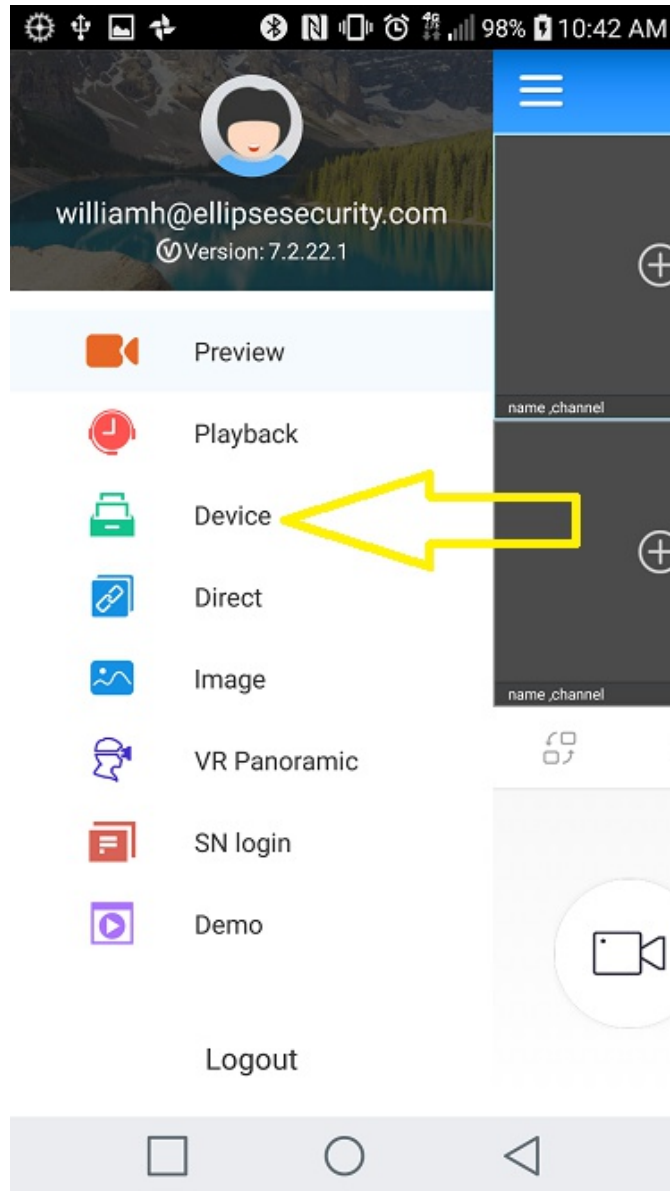 4G 98% 10:42 AM
williamh@ellipsesecurity.com
Version: 7.2.22.1
Preview
Playback
Device
Direct
Image
VR Panoramic
SN login
Demo
Logout
name ,channel
name ,channel